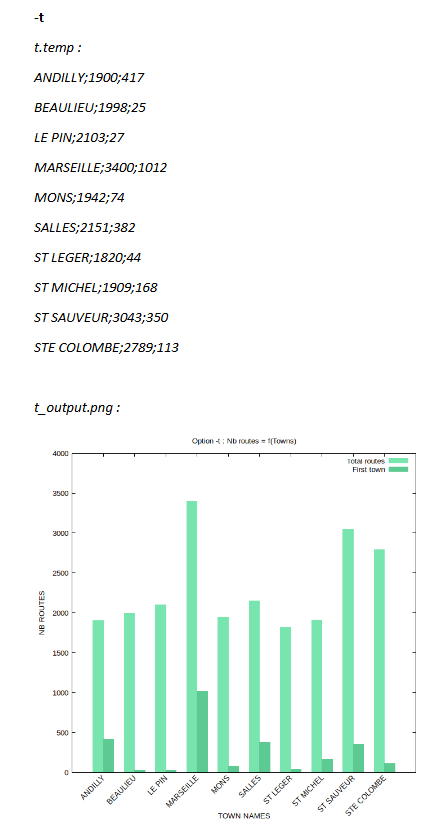 -t
t.temp :
ANDILLY;1900;417
BEAULIEU;1998;25
LE PIN;2103;27
MARSEILLE;3400;1012
MONS;1942;74
SALLES;2151;382
ST LEGER;1820;44
ST MICHEL;1909;168
ST SAUVEUR;3043;350
STE COLOMBE;2789;113
t_output.png :
Option -t : Nb routes = f(Towns)
Total routes
First town
4000
3500
3000
2500
2000
1500
1000
500
0
NB ROUTES
ANDILLY
BEAULIEU
LE PIN
MARSEILLE
MONS
SALLES
ST LEGER
ST MICHEL
ST SAUVEUR
STE COLOMBE
TOWN NAMES